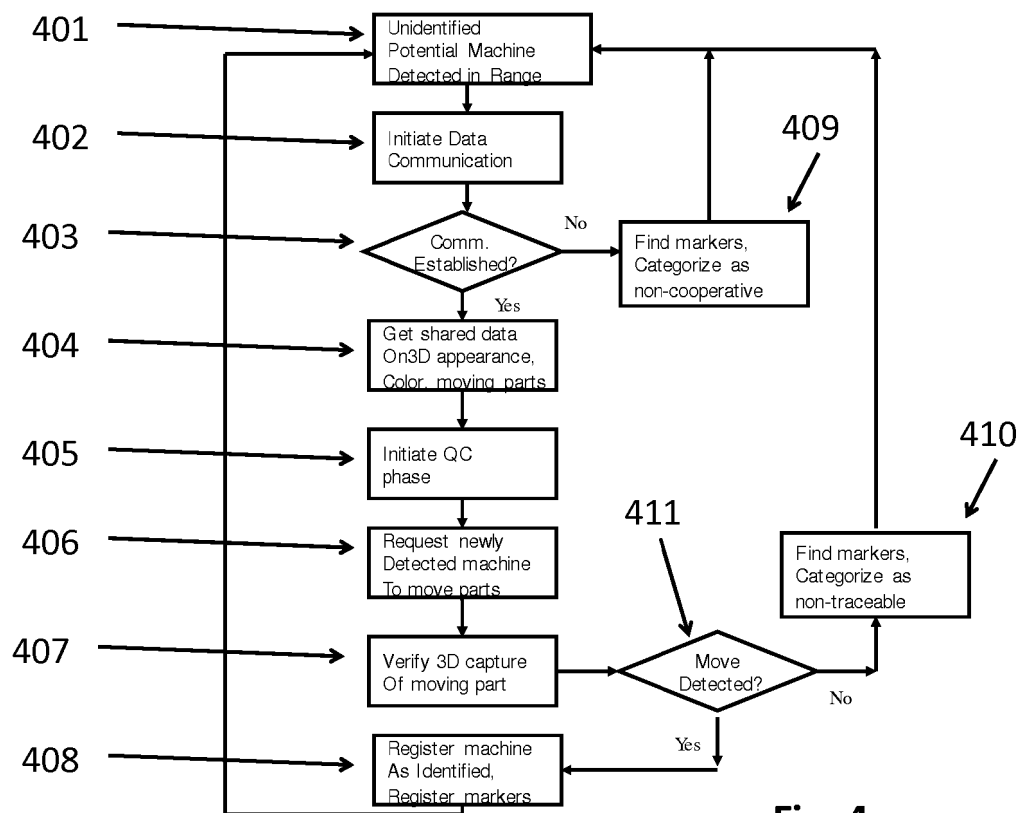 401
Unidentified
Potential Machine
Detected in Range
402
Initiate Data
Communication
409
403
Comm.
Established?
No
Find markers,
Categorize as
non-cooperative
Yes
404
Get shared data
On3D appearance,
Color, moving parts
405
Initiate QC
phase
410
406
Request newly
Detected machine
To move parts
411
Find markers,
Categorize as
non-traceable
407
Verify 3D capture
Of moving part
Move
Detected?
No
Yes
408
Register machine
As Identified,
Register markers
Fig. 4